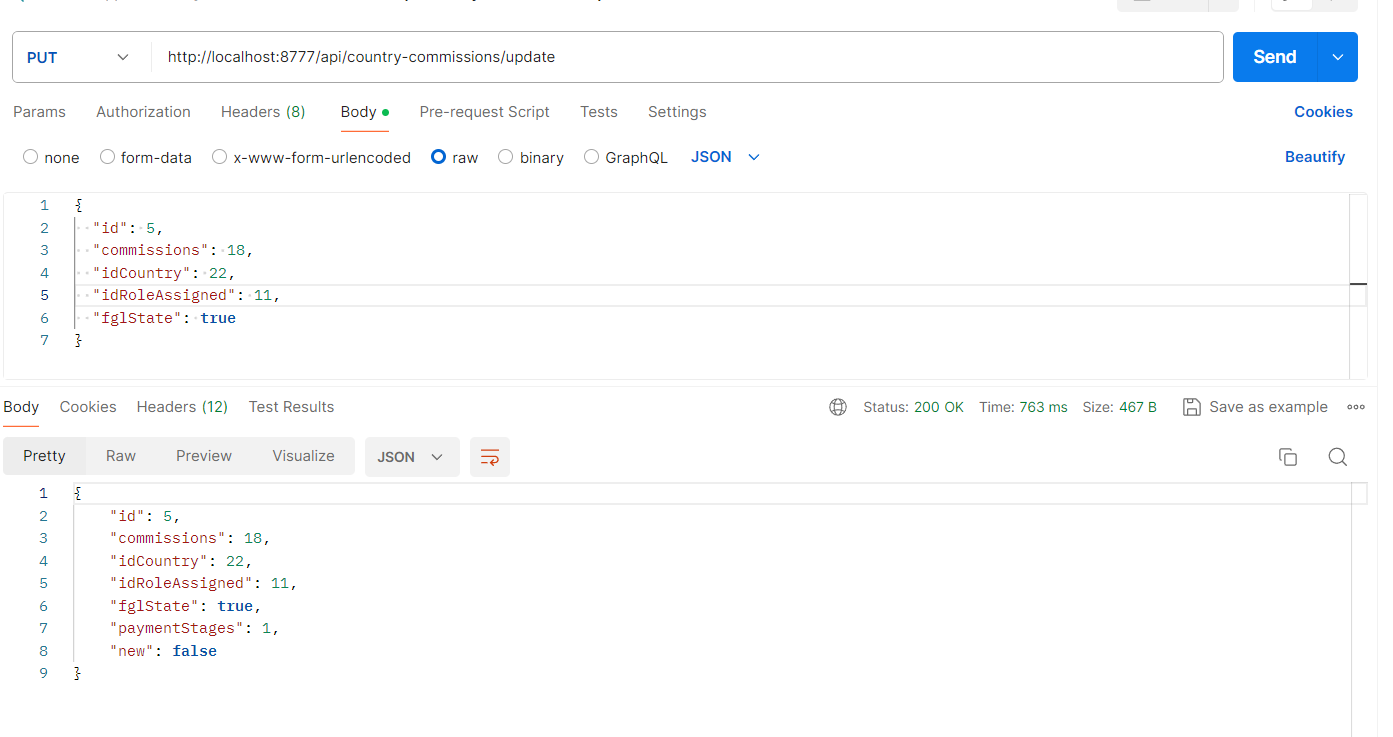 PUT http://localhost:8777/api/country-commissions/update Send
Params Authorization Headers (8) Body Pre-request Script Tests Settings Cookies
none form-data x-www-form-urlencoded raw binary GraphQL JSON Beautify
1 {
2 "id": 5,
3 "commissions": 18,
4 "idCountry": 22,
5 "idRoleAssigned": 11,
6 "fglState": true
7 }
Body Cookies Headers (12) Test Results Status: 200 OK Time: 763 ms Size: 467 B Save as example
Pretty Raw Preview Visualize JSON
1 {
2 "id": 5,
3 "commissions": 18,
4 "idCountry": 22,
5 "idRoleAssigned": 11,
6 "fglState": true,
7 "paymentStages": 1,
8 "new": false
9 }